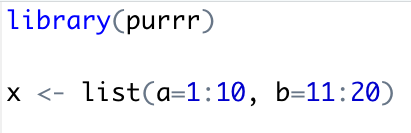 library(purrr)
x <- list(a=1:10, b=11:20)